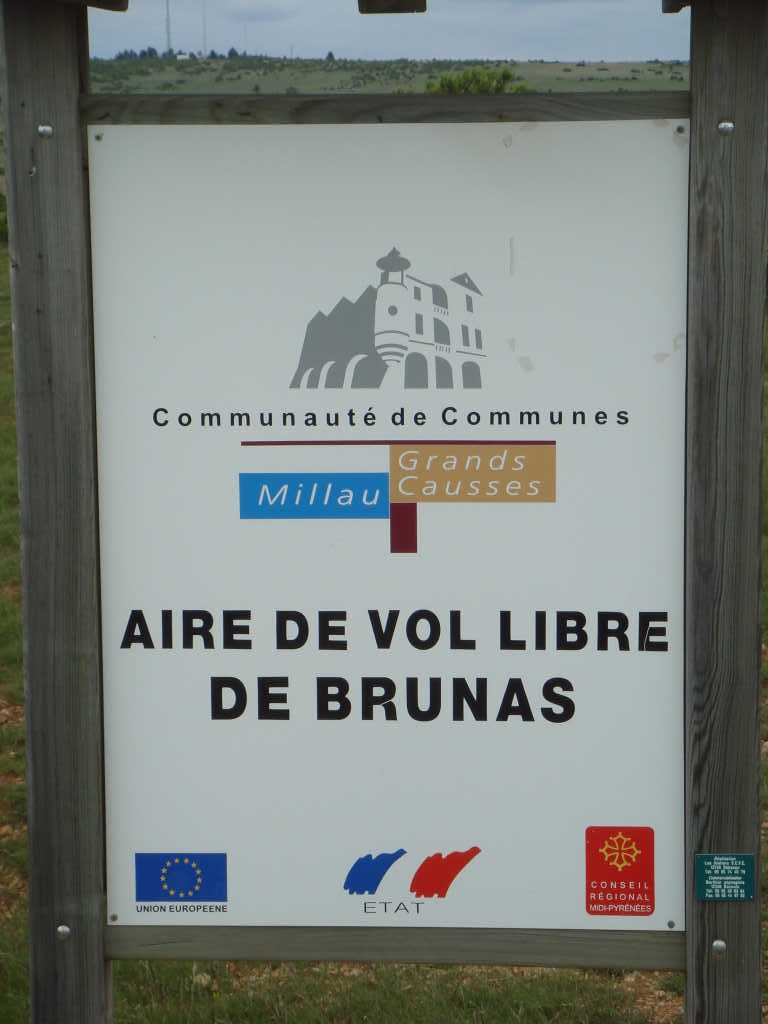 Communauté de Communes
Grands
Millau Causses
AIRE DE VOL LIBRE
DE BRUNAS
UNION EUROPEENE
ETAT
CONSEIL
RÉGIONAL
MIDI-PYRÉNÉES